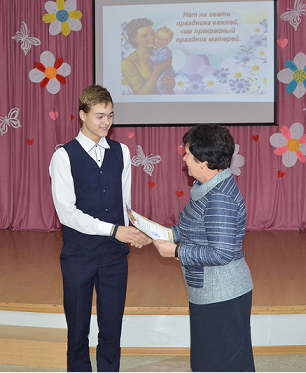 Нет на свете
праздника важней,
чем прекрасный
праздник матерей.